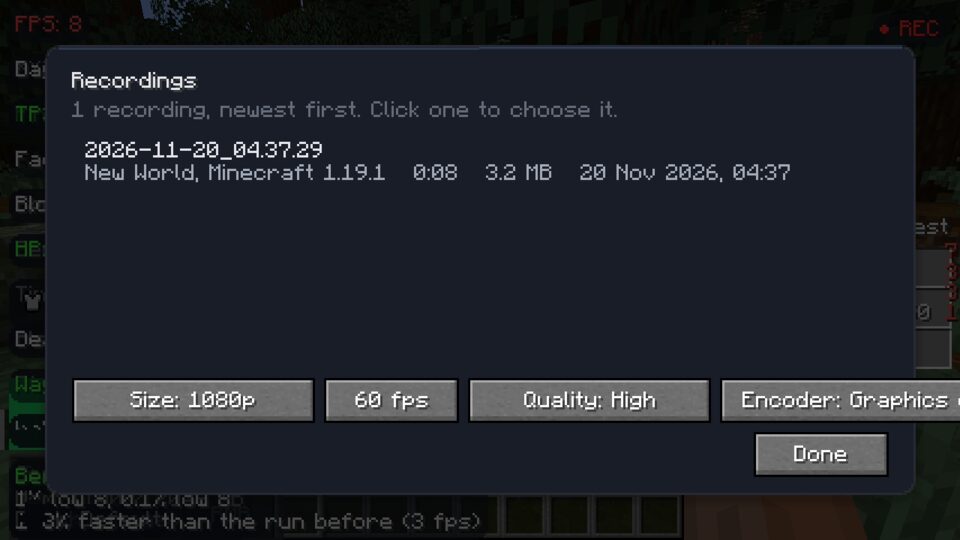 FPS: 8
REC
Recordings
1 recording, newest first. Click one to choose it.
2026-11-20_04.37.29
New World, Minecraft 1.19.1 0:08 3.2 MB 20 Nov 2026, 04:37
Size: 1080p
60 fps
Quality: High
Encoder: Graphics
Done
faster than the run before (3 fps)